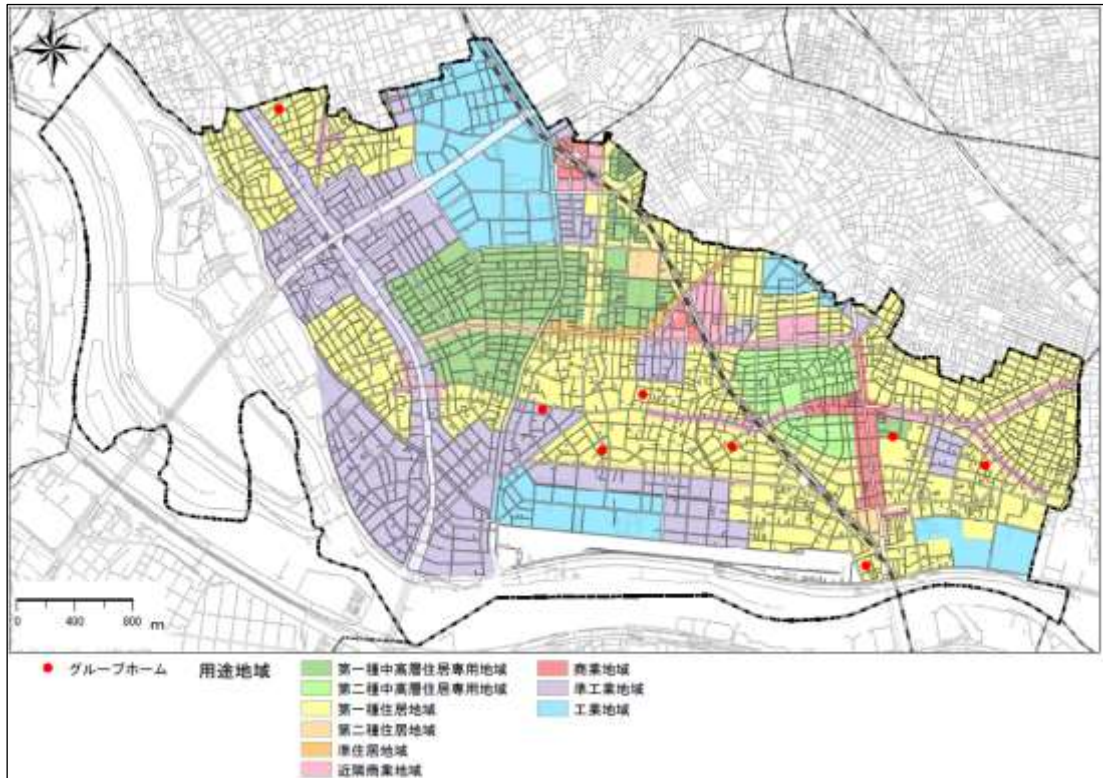 0 400 800 m
グループホーム
用途地域
第一種中高層住居専用地域
第二種中高層住居専用地域
第一種住居地域
第二種住居地域
準住居地域
近隣商業地域
商業地域
準工業地域
工業地域